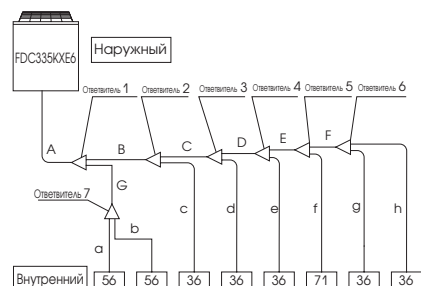 FDC335KXE6
Наружный
Ответвитель 1
Ответвитель 2
Ответвитель 3
Ответвитель 4
Ответвитель 5
Ответвитель 6
A
B
C
D
E
F
Ответвитель 7
G
a
b
c
d
e
f
g
h
Внутренний
56
56
36
36
36
71
36
36